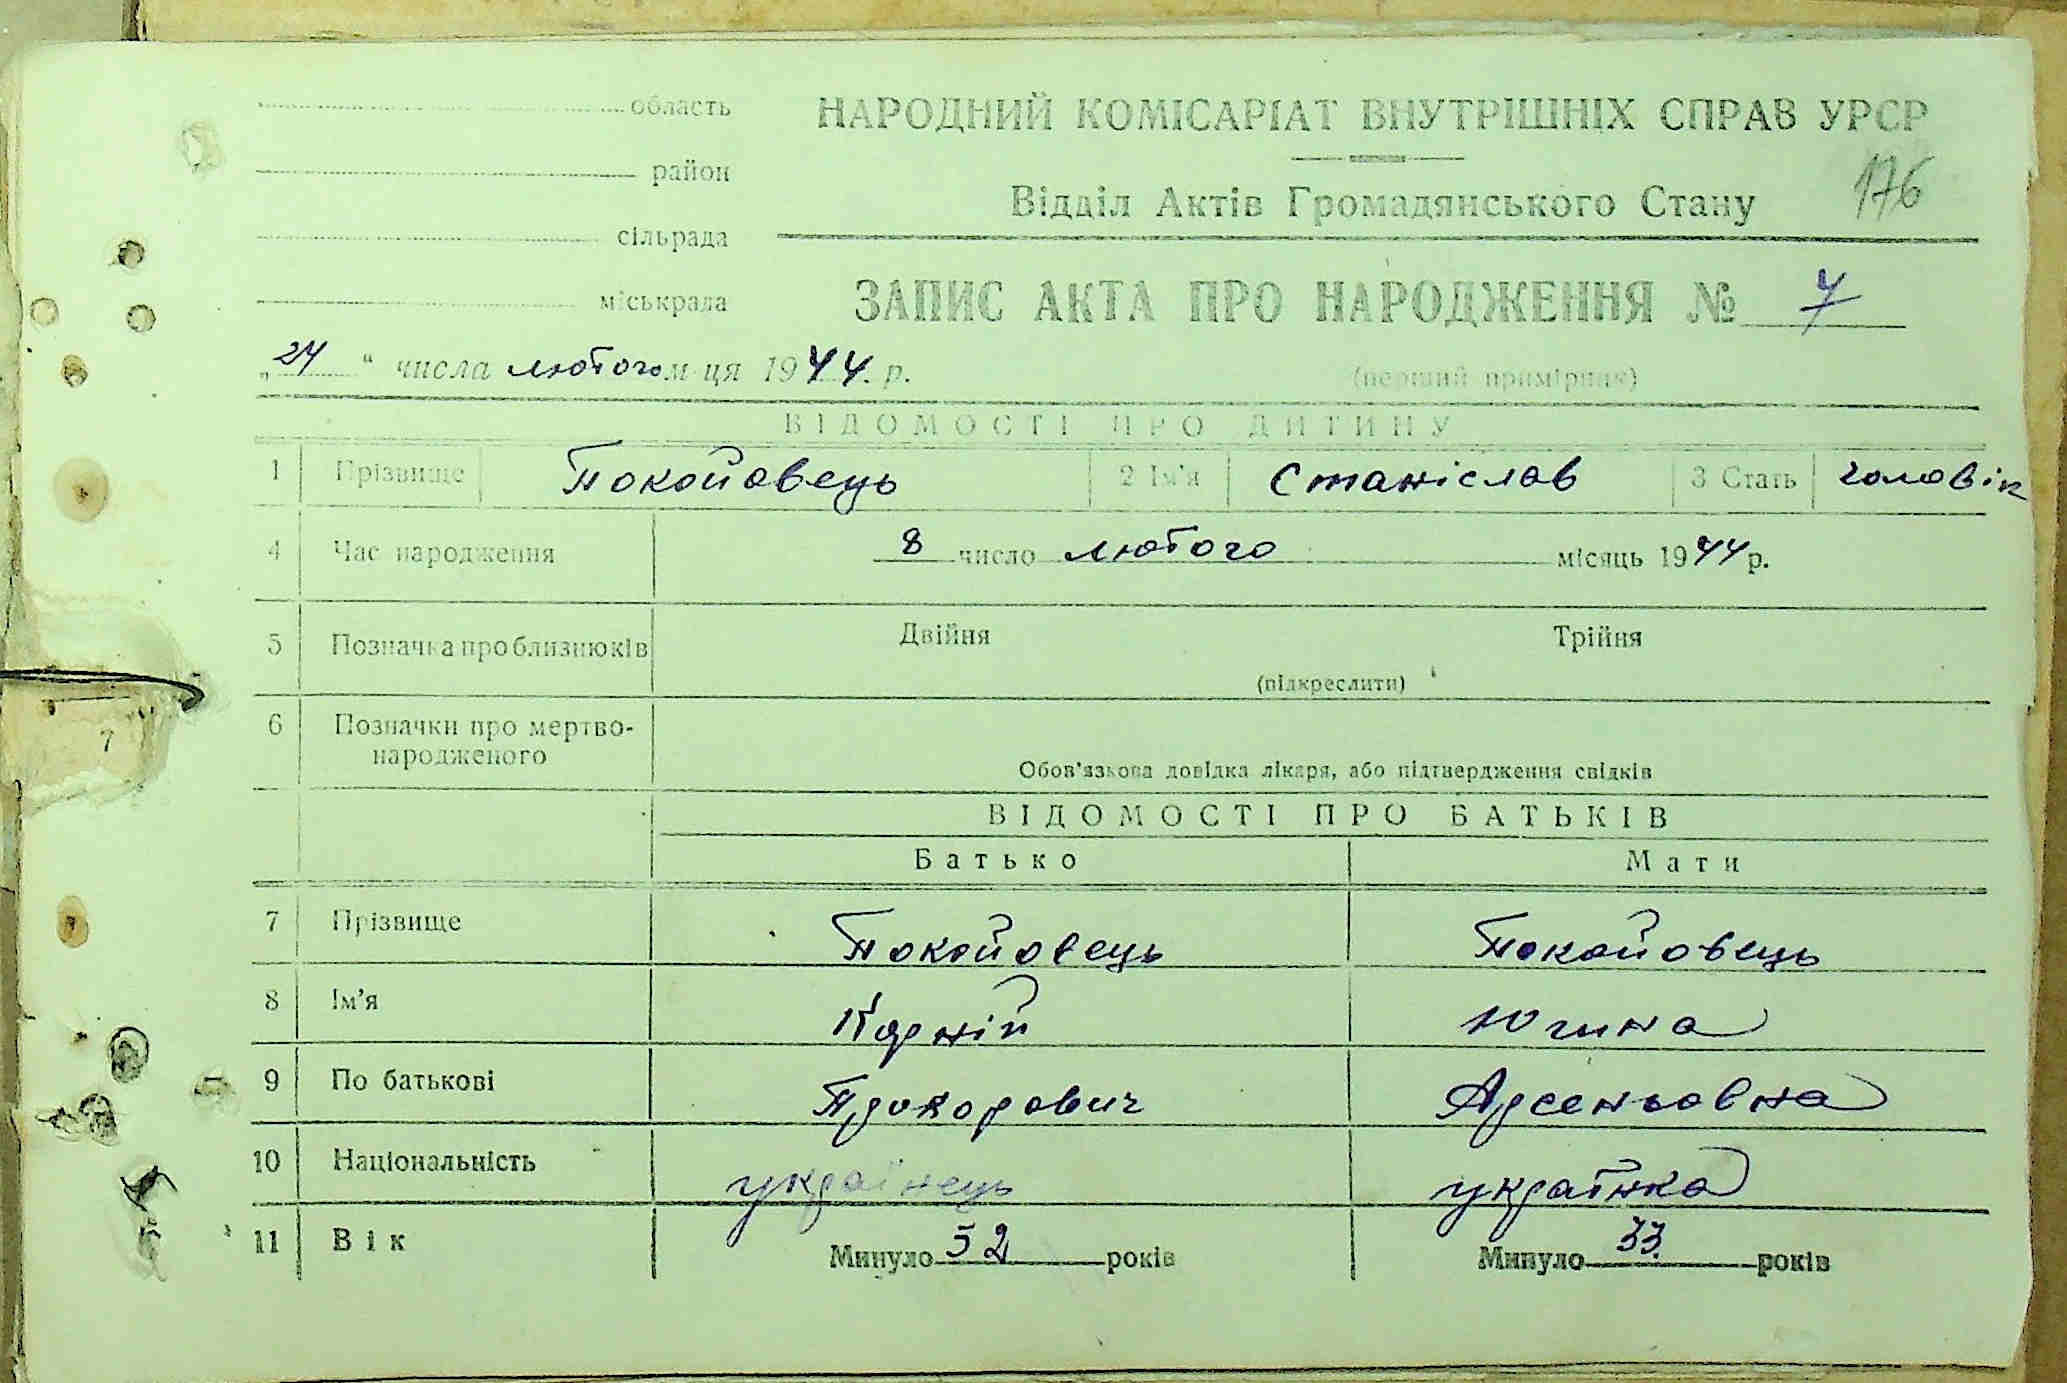 область
НАРОДНИЙ КОМІСАРІАТ ВНУТРІШНІХ СПРАВ УРСР
район
Відділ Актів Громадянського Стану 176
сільрада
міськрада
ЗАПИС АКТА ПРО НАРОДЖЕННЯ № 7
„24“ числа лютого м-ця 1944. р.
(перший примірник)
ВІДОМОСТІ ПРО ДИТИНУ
1 Прізвище Покойовець 2 Ім'я Станіслав 3 Стать чоловік
4 Час народження 8 число лютого місяць 1944 р.
5 Позначка про близнюків Двійня Трійня
(підкреслити)
6 Позначки про мертво-
народженого
Обов'язкова довідка лікаря, або підтвердження свідків
7
ВІДОМОСТІ ПРО БАТЬКІВ
Батько Мати
7 Прізвище Покойовець Покойовець
8 Ім'я Корній Югина
9 По батькові Прокорович Арсеньовна
10 Національність українець українка
11 Вік Минуло 52 років Минуло 33. років